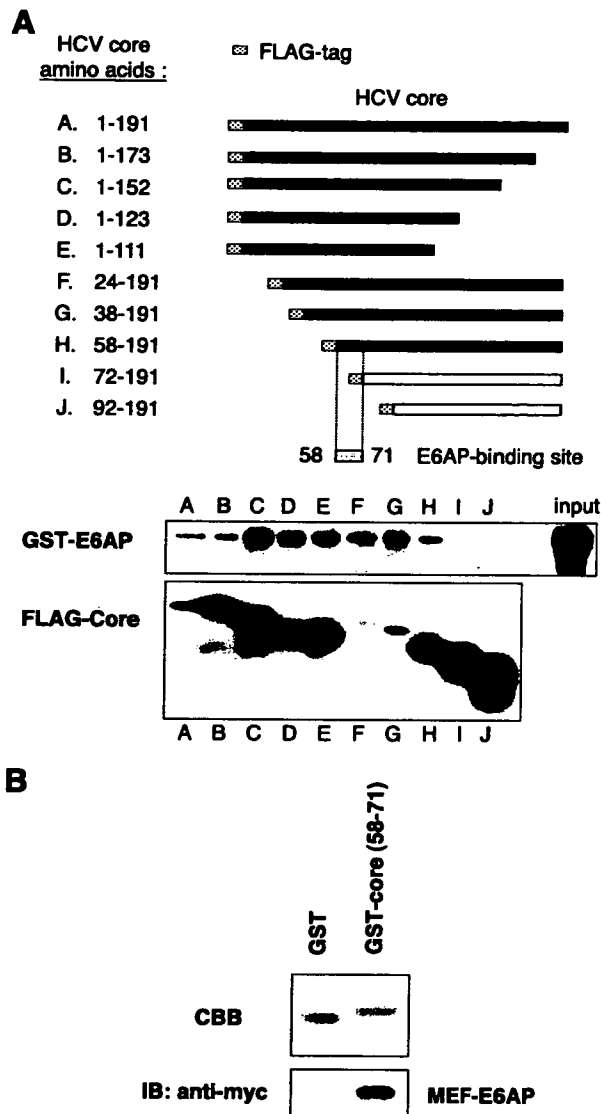 A
HCV core
amino acids :
FLAG-tag
HCV core
A. 1-191
B. 1-173
C. 1-152
D. 1-123
E. 1-111
F. 24-191
G. 38-191
H. 58-191
I. 72-191
J. 92-191
58 71 E6AP-binding site
A B C D E F G H I J input
GST-E6AP
FLAG-Core
A B C D E F G H I J
B
GST
GST-core (58-71)
CBB
IB: anti-myc MEF-E6AP